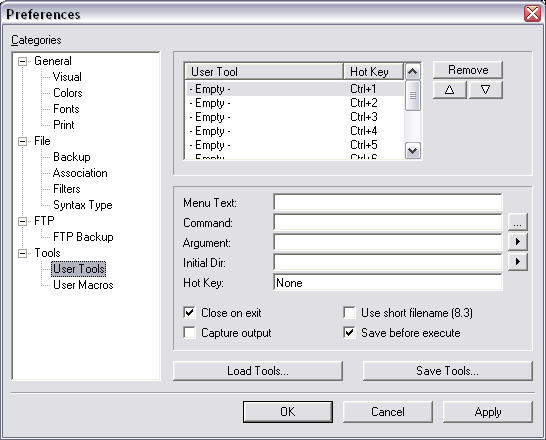 Preferences
Categories
General
Visual
Colors
Fonts
Print
File
Backup
Association
Filters
Syntax Type
FTP
FTP Backup
Tools
User Tools
User Macros
User Tool Hot Key
- Empty - Ctrl+1
- Empty - Ctrl+2
- Empty - Ctrl+3
- Empty - Ctrl+4
- Empty - Ctrl+5
- Empty - Ctrl+6
Remove
Menu Text:
Command: ...
Argument:
Initial Dir:
Hot Key: None
Close on exit Use short filename (8.3)
Capture output Save before execute
Load Tools... Save Tools...
OK Cancel Apply